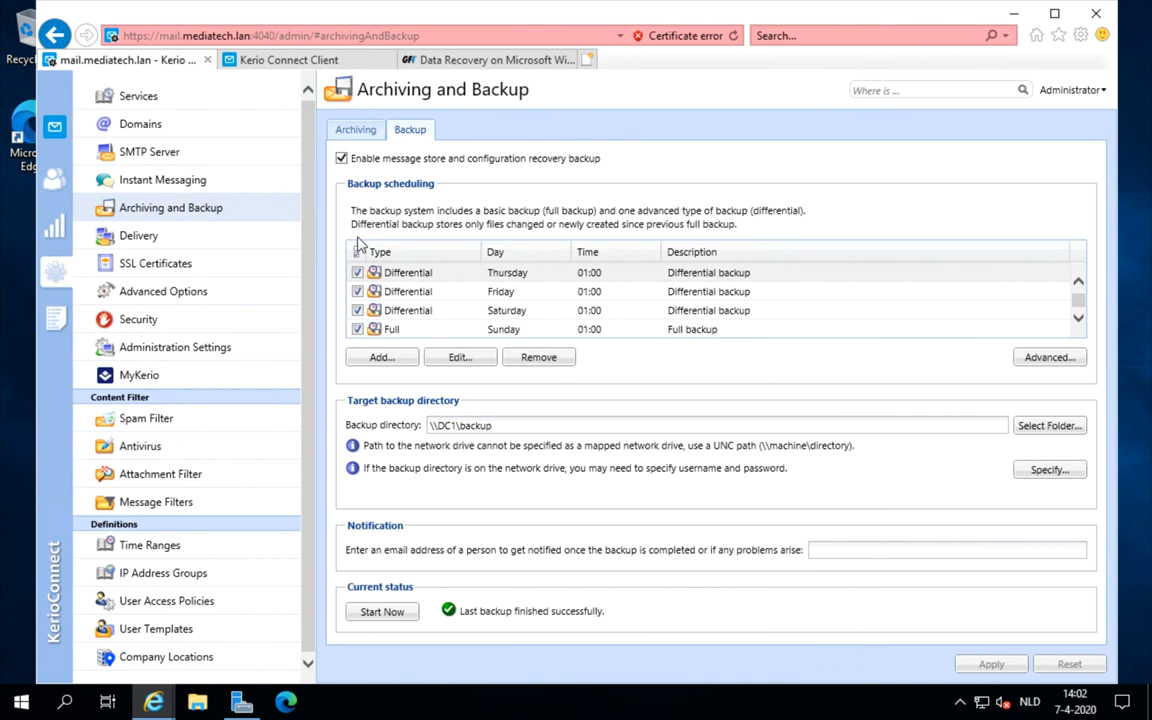 https://mail.mediatech.lan:4040/admin/#archivingAndBackup
Certificate error
Search...
mail.mediatech.lan - Kerio ...
Kerio Connect Client
GFI Data Recovery on Microsoft Wi...
Services
Domains
SMTP Server
Instant Messaging
Archiving and Backup
Delivery
SSL Certificates
Advanced Options
Security
Administration Settings
MyKerio
Content Filter
Spam Filter
Antivirus
Attachment Filter
Message Filters
Definitions
Time Ranges
IP Address Groups
User Access Policies
User Templates
Company Locations
KerioConnect
Archiving and Backup
Where is ...
Administrator
Archiving
Backup
Enable message store and configuration recovery backup
Backup scheduling
The backup system includes a basic backup (full backup) and one advanced type of backup (differential).
Differential backup stores only files changed or newly created since previous full backup.
Type Day Time Description
Differential Thursday 01:00 Differential backup
Differential Friday 01:00 Differential backup
Differential Saturday 01:00 Differential backup
Full Sunday 01:00 Full backup
Add... Edit... Remove Advanced...
Target backup directory
Backup directory: \\DC1\backup Select Folder...
Path to the network drive cannot be specified as a mapped network drive, use a UNC path (\\machine\directory).
If the backup directory is on the network drive, you may need to specify username and password.
Specify...
Notification
Enter an email address of a person to get notified once the backup is completed or if any problems arise:
Current status
Start Now Last backup finished successfully.
Apply Reset
Recyc
Micro
Edg
NLD
14:02
7-4-2020